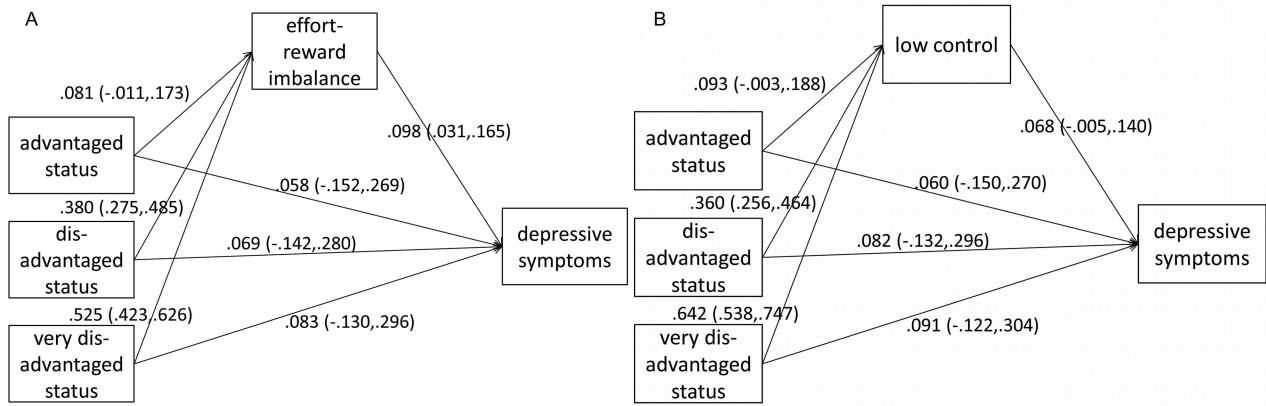 A
effort-
reward
imbalance
.081 (-.011,.173)
advantaged
status
.098 (.031,.165)
.058 (-.152,.269)
.380 (.275,.485)
dis-
advantaged
status
.069 (-.142,.280)
depressive
symptoms
.525 (.423,.626)
.083 (-.130,.296)
very dis-
advantaged
status
B
low control
.093 (-.003,.188)
advantaged
status
.068 (-.005,.140)
.060 (-.150,.270)
.360 (.256,.464)
dis-
advantaged
status
.082 (-.132,.296)
depressive
symptoms
.642 (.538,.747)
.091 (-.122,.304)
very dis-
advantaged
status